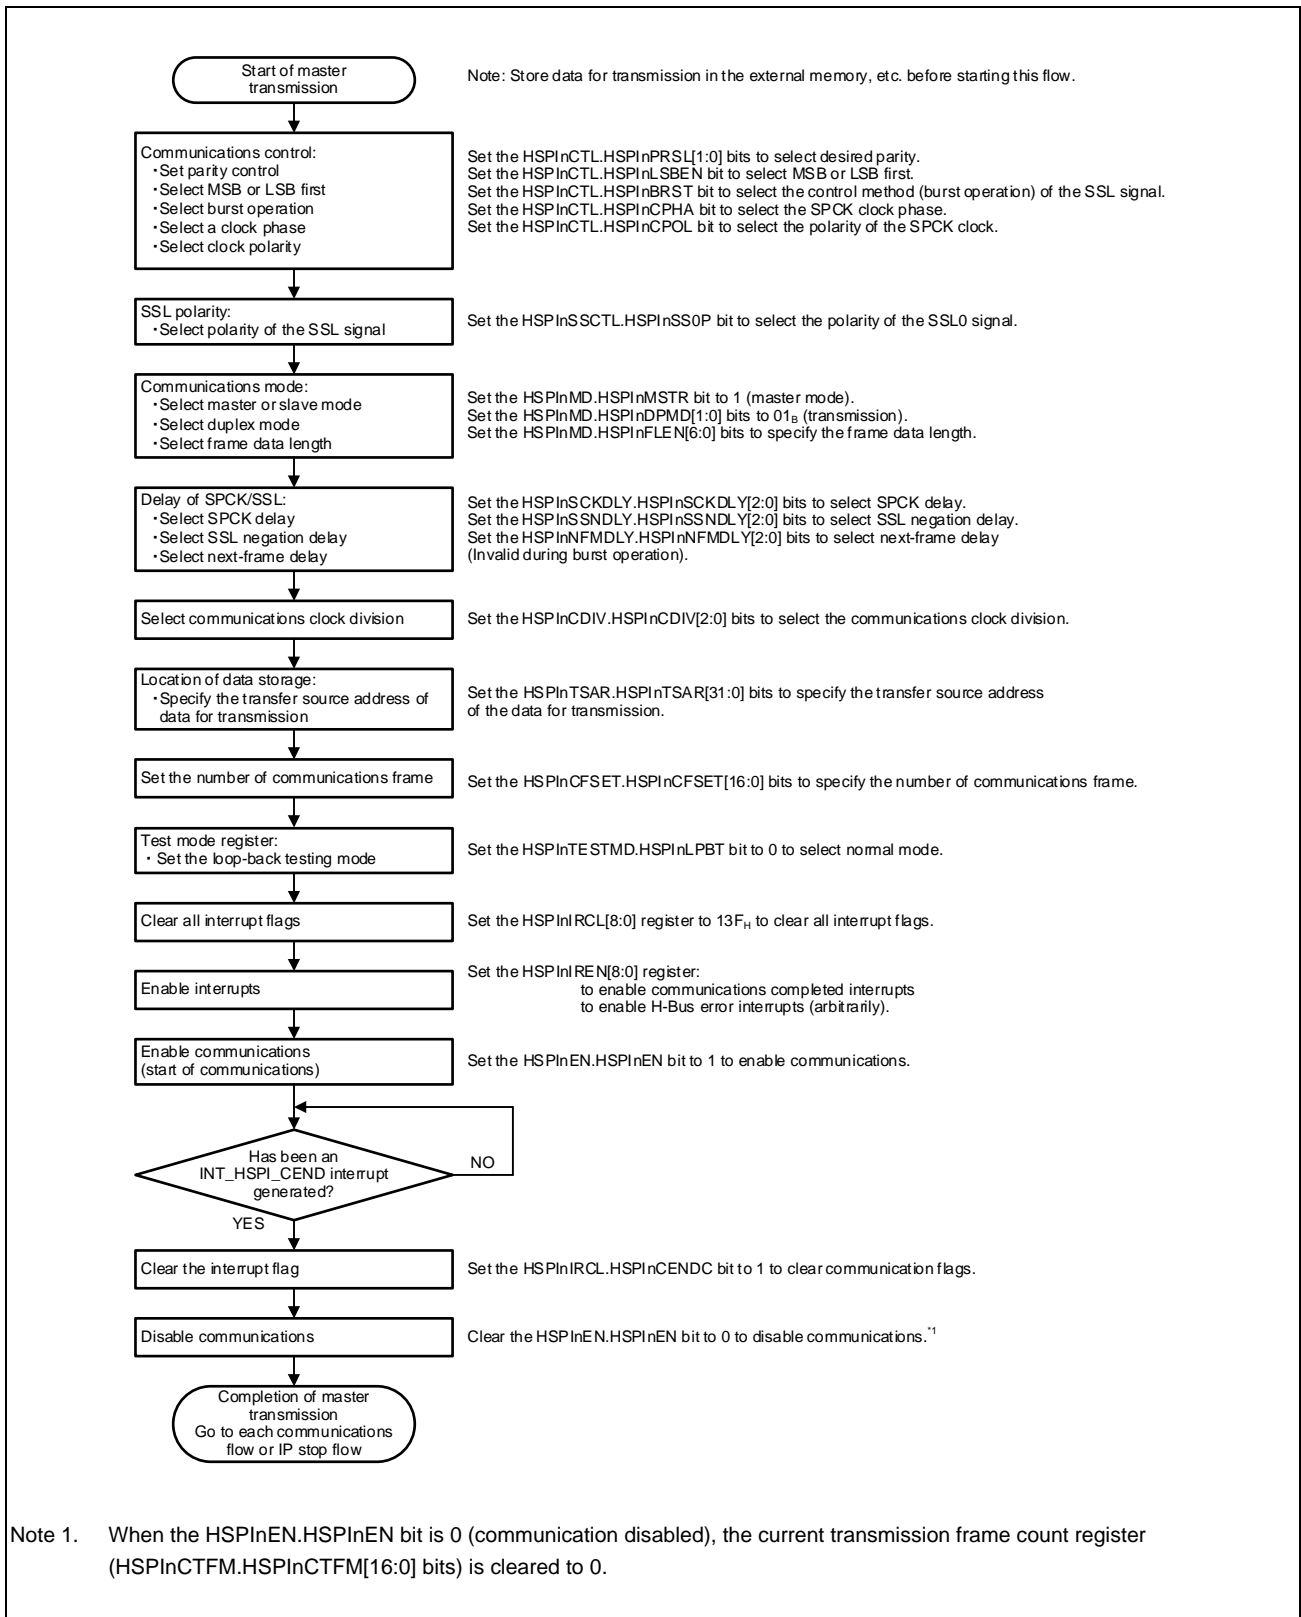 Start of master
transmission
Note: Store data for transmission in the external memory, etc. before starting this flow.
Communications control:
・Set parity control
・Select MSB or LSB first
・Select burst operation
・Select a clock phase
・Select clock polarity
Set the HSPInCTL.HSPInPRSL[1:0] bits to select desired parity.
Set the HSPInCTL.HSPInLSBEN bit to select MSB or LSB first.
Set the HSPInCTL.HSPInBRST bit to select the control method (burst operation) of the SSL signal.
Set the HSPInCTL.HSPInCPHA bit to select the SPCK clock phase.
Set the HSPInCTL.HSPInCPOL bit to select the polarity of the SPCK clock.
SSL polarity:
・Select polarity of the SSL signal
Set the HSPInSSCTL.HSPInSS0P bit to select the polarity of the SSL0 signal.
Communications mode:
・Select master or slave mode
・Select duplex mode
・Select frame data length
Set the HSPInMD.HSPInMSTR bit to 1 (master mode).
Set the HSPInMD.HSPInDPMD[1:0] bits to 01B (transmission).
Set the HSPInMD.HSPInFLEN[6:0] bits to specify the frame data length.
Delay of SPCK/SSL:
・Select SPCK delay
・Select SSL negation delay
・Select next-frame delay
Set the HSPInSCKDLY.HSPInSCKDLY[2:0] bits to select SPCK delay.
Set the HSPInSSNDLY.HSPInSSNDLY[2:0] bits to select SSL negation delay.
Set the HSPInNFMDLY.HSPInNFMDLY[2:0] bits to select next-frame delay
(Invalid during burst operation).
Select communications clock division
Set the HSPInCDIV.HSPInCDIV[2:0] bits to select the communications clock division.
Location of data storage:
・Specify the transfer source address of
data for transmission
Set the HSPInTSAR.HSPInTSAR[31:0] bits to specify the transfer source address
of the data for transmission.
Set the number of communications frame
Set the HSPInCFSET.HSPInCFSET[16:0] bits to specify the number of communications frame.
Test mode register:
・Set the loop-back testing mode
Set the HSPInTESTMD.HSPInLPBT bit to 0 to select normal mode.
Clear all interrupt flags
Set the HSPInIRCL[8:0] register to 13FH to clear all interrupt flags.
Enable interrupts
Set the HSPInIREN[8:0] register:
to enable communications completed interrupts
to enable H-Bus error interrupts (arbitrarily).
Enable communications
(start of communications)
Set the HSPInEN.HSPInEN bit to 1 to enable communications.
Has been an
INT_HSPI_CEND interrupt
generated?
NO
YES
Clear the interrupt flag
Set the HSPInIRCL.HSPInCENDC bit to 1 to clear communication flags.
Disable communications
Clear the HSPInEN.HSPInEN bit to 0 to disable communications.*1
Completion of master
transmission
Go to each communications
flow or IP stop flow
Note 1. When the HSPInEN.HSPInEN bit is 0 (communication disabled), the current transmission frame count register
(HSPInCTFM.HSPInCTFM[16:0] bits) is cleared to 0.